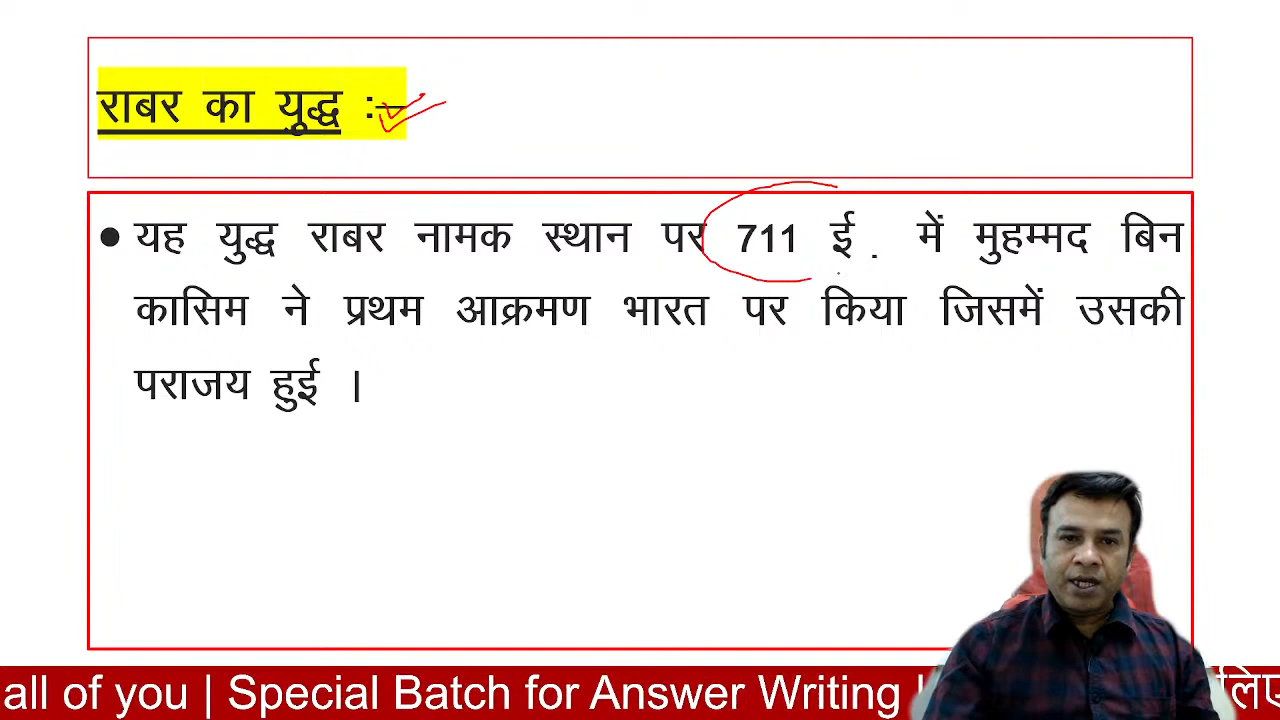 राबर का युद्ध :–
• यह युद्ध राबर नामक स्थान पर 711 ई . में मुहम्मद बिन
कासिम ने प्रथम आक्रमण भारत पर किया जिसमें उसकी
पराजय हुई ।
all of you | Special Batch for Answer Writing | लिए